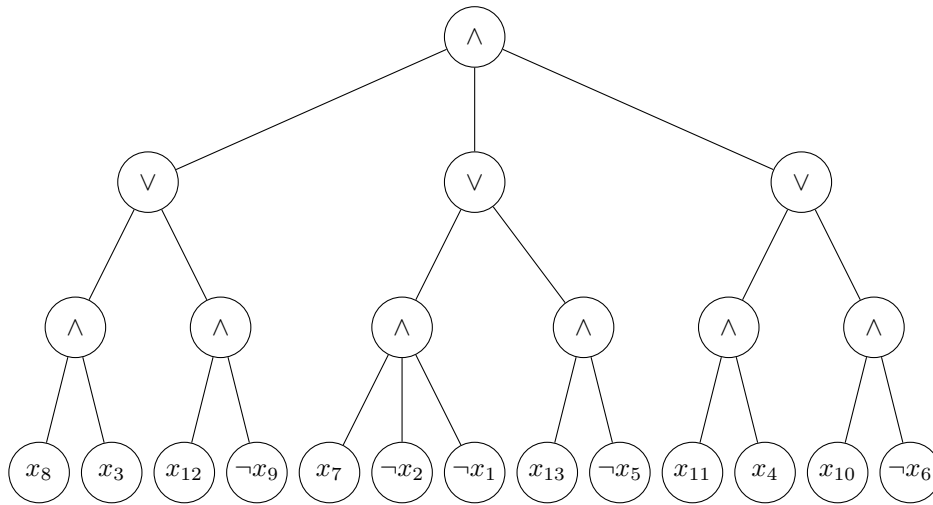 ∧
∨ ∨ ∨
∧ ∧ ∧ ∧ ∧ ∧
x₈ x₃ x₁₂ ¬x₉ x₇ ¬x₂ ¬x₁ x₁₃ ¬x₅ x₁₁ x₄ x₁₀ ¬x₆